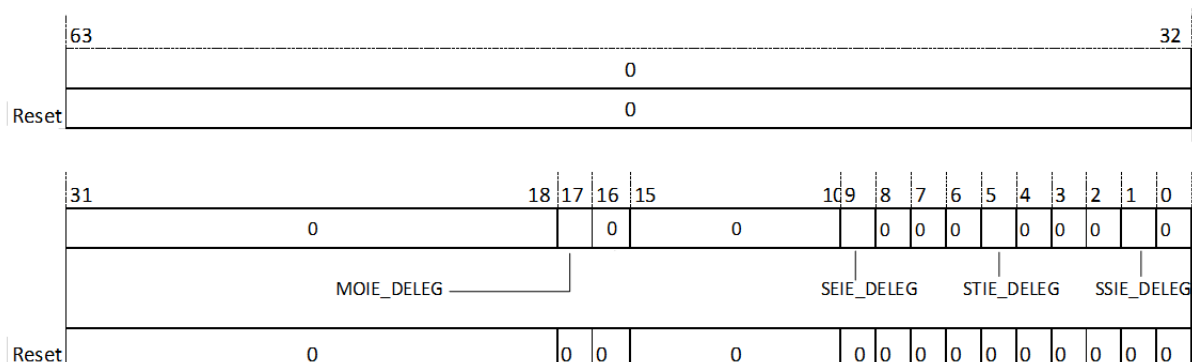 63 32
0
Reset 0
31 18 17 16 15 10 9 8 7 6 5 4 3 2 1 0
0 0 0 0 0 0 0 0 0 0 0
MOIE_DELEG SEIE_DELEG STIE_DELEG SSIE_DELEG
Reset 0 0 0 0 0 0 0 0 0 0 0 0 0 0